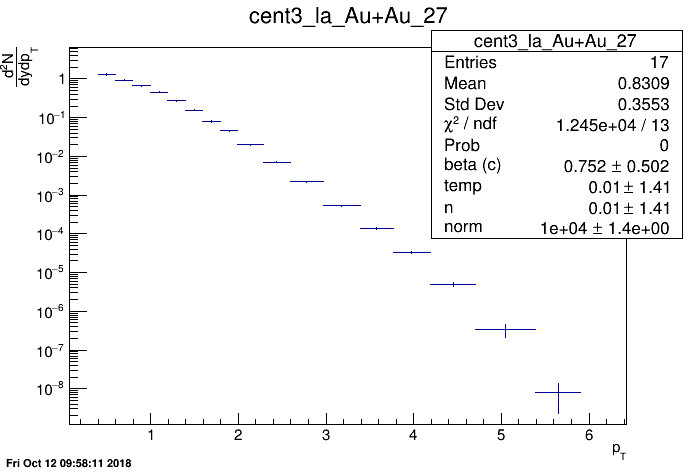 cent3_la_Au+Au_27
d²N
dydp_T
cent3_la_Au+Au_27
Entries 17
Mean 0.8309
Std Dev 0.3553
χ² / ndf 1.245e+04 / 13
Prob 0
beta (c) 0.752 ± 0.502
temp 0.01 ± 1.41
n 0.01 ± 1.41
norm 1e+04 ± 1.4e+00
1
10⁻¹
10⁻²
10⁻³
10⁻⁴
10⁻⁵
10⁻⁶
10⁻⁷
10⁻⁸
1 2 3 4 5 6
p_T
Fri Oct 12 09:58:11 2018